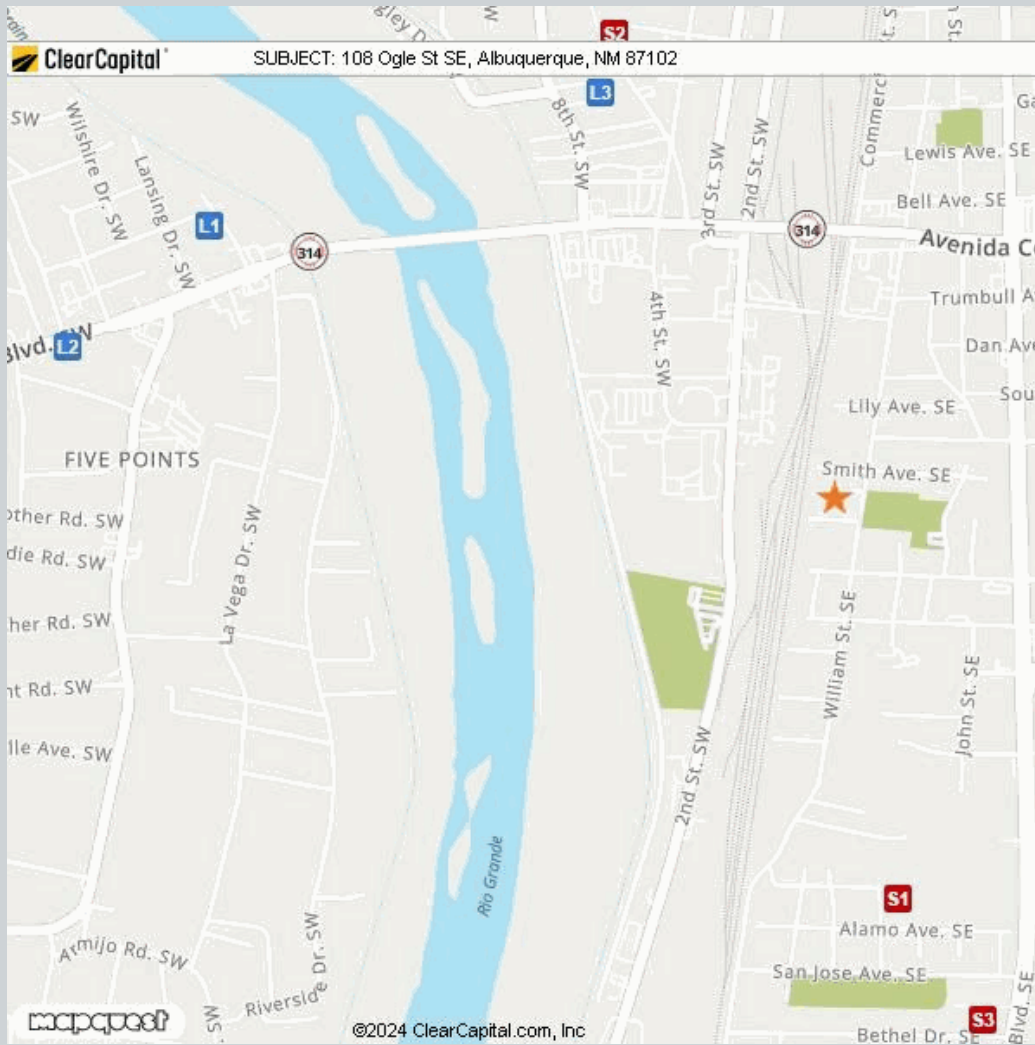 ClearCapital
SUBJECT: 108 Ogle St SE, Albuquerque, NM 87102
S2
L3
8th St. SW
SW
Wilshire Dr. SW
Lansing Dr. SW
L1
314
3rd St. SW
2nd St. SW
314
Lewis Ave. SE
Bell Ave. SE
Avenida
Trumbull
Dan
Blvd. SW
L2
4th St. SW
Lily Ave. SE
FIVE POINTS
Smith Ave. SE
Rd. SW
Rd. SW
Rd. SW
Rd. SW
Ave. SW
La Vega Dr. SW
William St. SE
John St. SE
2nd St. SW
Rio Grande
S1
Alamo Ave. SE
Armijo Rd. SW
Riverside Dr. SW
San Jose Ave. SE
SW
S3
Blvd. SE
Bethel Dr. SE
mapquest
©2024 ClearCapital.com, Inc